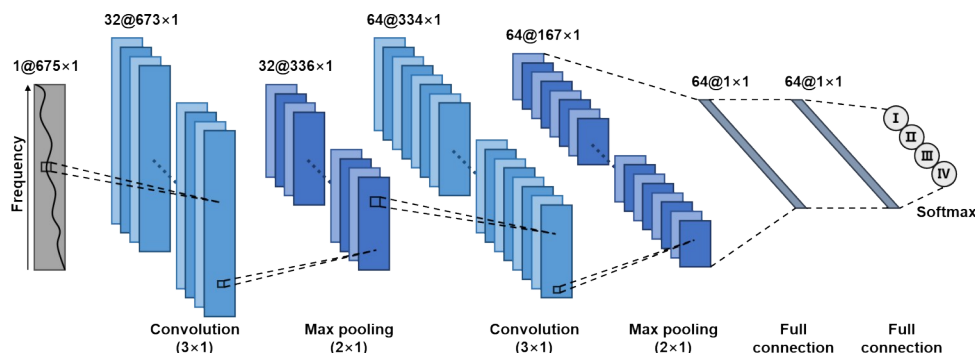 32@673×1
64@334×1
64@167×1
1@675×1
32@336×1
64@1×1
64@1×1
Frequency
I
II
III
IV
Softmax
Convolution
(3×1)
Max pooling
(2×1)
Convolution
(3×1)
Max pooling
(2×1)
Full
connection
Full
connection